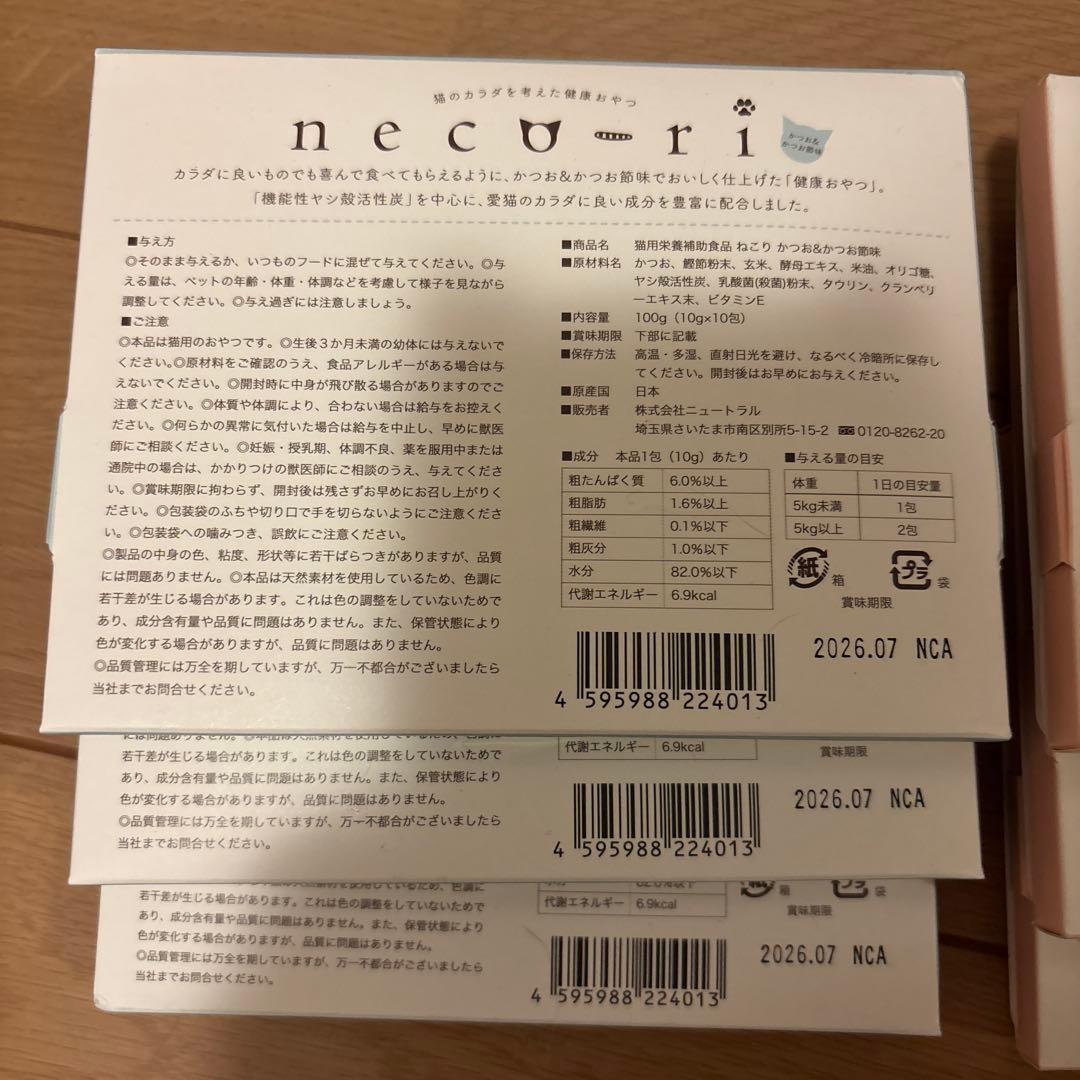 猫のカラダを考えた健康おやつ
neco-ri
かつお&
かつお節味
カラダに良いものでも喜んで食べてもらえるように、かつお&かつお節味でおいしく仕上げた「健康おやつ」。
「機能性ヤシ殻活性炭」を中心に、愛猫のカラダに良い成分を豊富に配合しました。
■与え方
◎そのまま与えるか、いつものフードに混ぜて与えてください。◎与
える量は、ペットの年齢・体重・体調などを考慮して様子を見ながら
調整してください。◎与え過ぎには注意しましょう。
■ご注意
◎本品は猫用のおやつです。◎生後3か月未満の幼体には与えないで
ください。◎原材料をご確認のうえ、食品アレルギーがある場合は与
えないでください。◎開封時に中身が飛び散る場合がありますのでご
注意ください。◎体質や体調により、合わない場合は給与をお控えく
ださい。◎何らかの異常に気付いた場合は給与を中止し、早めに獣医
師にご相談ください。◎妊娠・授乳期、体調不良、薬を服用中または
通院中の場合は、かかりつけの獣医師にご相談のうえ、与えてくださ
い。◎賞味期限に拘わらず、開封後は残さずお早めにお召し上がりく
ださい。◎包装袋のふちや切り口で手を切らないようにご注意くださ
い。◎包装袋への噛みつき、誤飲にご注意ください。
◎製品の中身の色、粘度、形状等に若干ばらつきがありますが、品質
には問題ありません。◎本品は天然素材を使用しているため、色調に
若干差が生じる場合があります。これは色の調整をしていないためで
あり、成分含有量や品質に問題はありません。また、保管状態により
色が変化する場合がありますが、品質に問題はありません。
◎品質管理には万全を期していますが、万一不都合がございましたら
当社までお問合せください。
■商品名 猫用栄養補助食品 ねこり かつお&かつお節味
■原材料名 かつお、鰹節粉末、玄米、酵母エキス、米油、オリゴ糖、
ヤシ殻活性炭、乳酸菌(殺菌)粉末、タウリン、クランベリ
ーエキス末、ビタミンE
■内容量 100g(10g×10包)
■賞味期限 下部に記載
■保存方法 高温・多湿、直射日光を避け、なるべく冷暗所に保存し
てください。開封後はお早めにお与えください。
■原産国 日本
■販売者 株式会社ニュートラル
埼玉県さいたま市南区別所5-15-2 0120-8262-20
■成分 本品1包(10g)あたり
粗たんぱく質 6.0%以上
粗脂肪 1.6%以上
粗繊維 0.1%以下
粗灰分 1.0%以下
水分 82.0%以下
代謝エネルギー 6.9kcal
■与える量の目安
体重 1日の目安量
5kg未満 1包
5kg以上 2包
紙 箱 プラ 袋
賞味期限
2026.07 NCA
4 595988 224013
には問題ありません。◎本品は天然素材を使用しているため、色調に
若干差が生じる場合があります。これは色の調整をしていないためで
あり、成分含有量や品質に問題はありません。また、保管状態により
色が変化する場合がありますが、品質に問題はありません。
◎品質管理には万全を期していますが、万一不都合がございましたら
当社までお問合せください。
代謝エネルギー 6.9kcal
賞味期限
2026.07 NCA
4 595988 224013
若干差が生じる場合があります。これは色の調整をしていないためで
あり、成分含有量や品質に問題はありません。また、保管状態により
色が変化する場合がありますが、品質に問題はありません。
◎品質管理には万全を期していますが、万一不都合がございましたら
当社までお問合せください。
82.0%以下
代謝エネルギー 6.9kcal
紙 箱 プラ 袋
賞味期限
2026.07 NCA
4 595988 224013